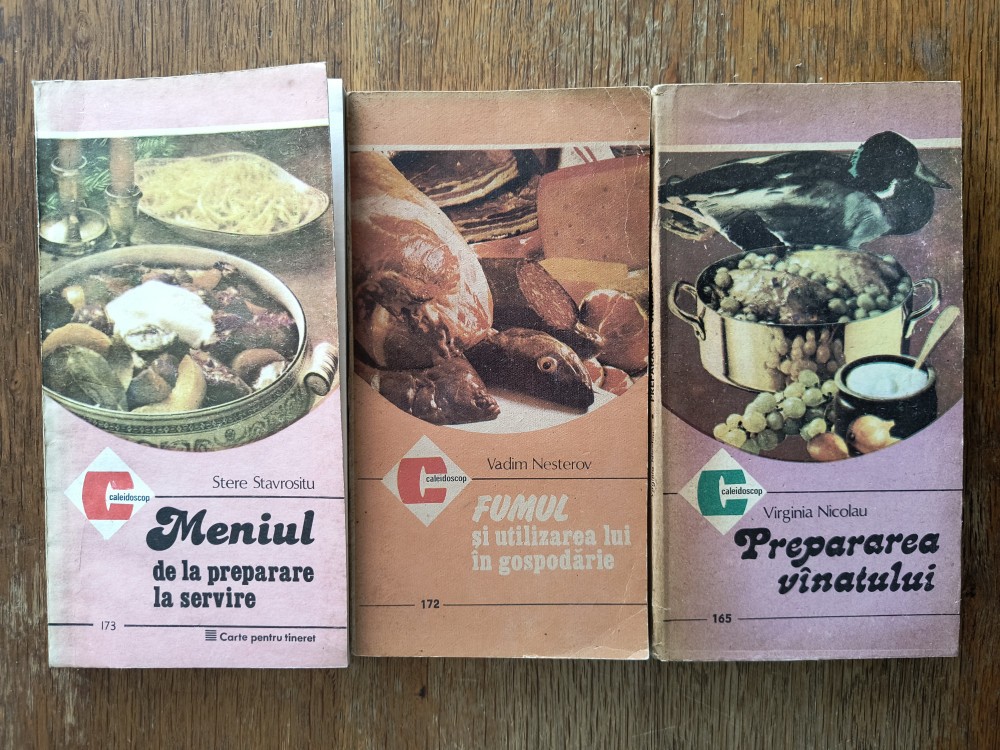 caleidoscop
Stere Stavrositu
Meniul
de la preparare
la servire
173
Carte pentru tineret
caleidoscop
Vadim Nesterov
FUMUL
și utilizarea lui
în gospodărie
172
caleidoscop
Virginia Nicolau
Prepararea
vînatului
165